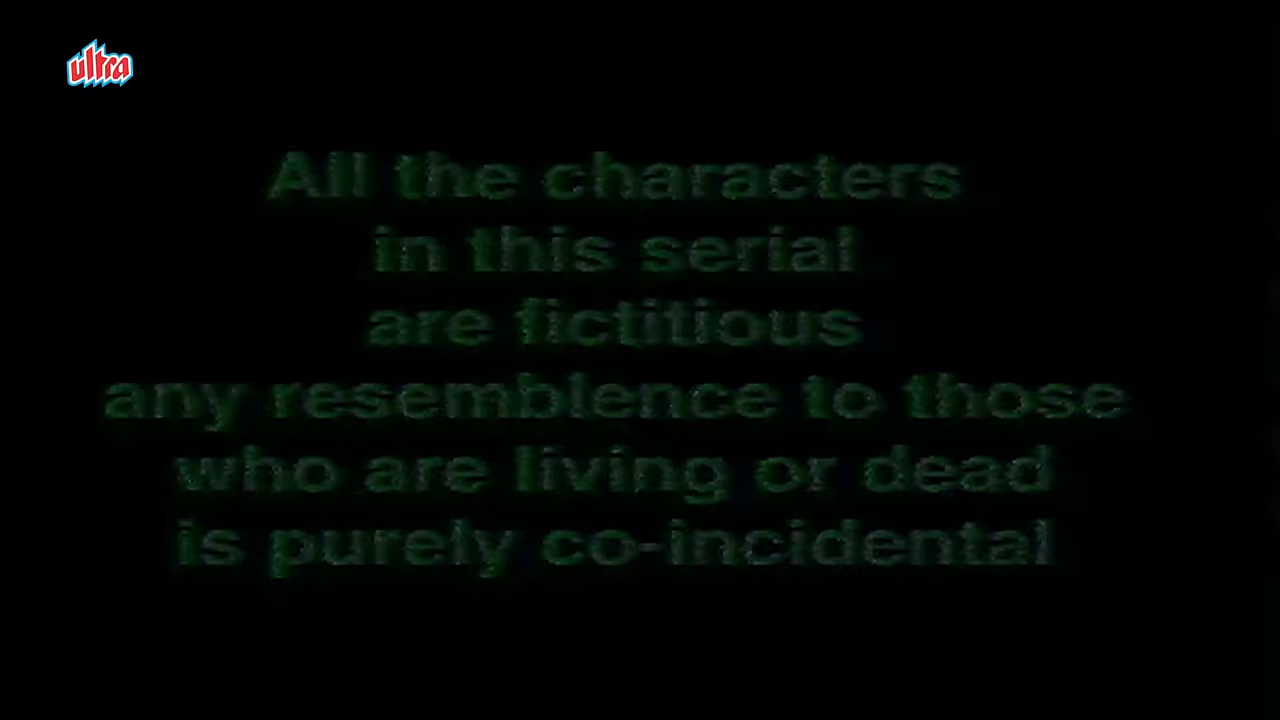 ultra
All the characters
in this serial
are fictitious
any resemblence to those
who are living or dead
is purely co-incidental